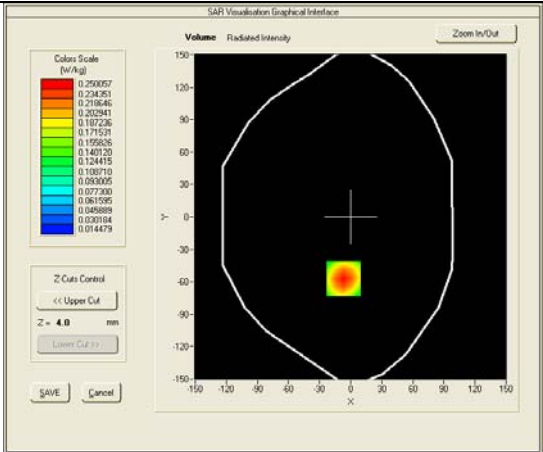 SAR Visualisation Graphical Interface
Volume Radiated Intensity
Zoom In/Out
Colors Scale
(W/kg)
0.250057
0.234351
0.218646
0.202941
0.187236
0.171531
0.155826
0.140120
0.124415
0.108710
0.093005
0.077300
0.061595
0.045889
0.030184
0.014479
Z-Cuts Control
<< Upper Cut
Z = 4.0 mm
Lower Cut >>
SAVE Cancel
150
120
90
60
30
0
-30
-60
-90
-120
-150
Y
-150 -120 -90 -60 -30 0 30 60 90 120 150
X